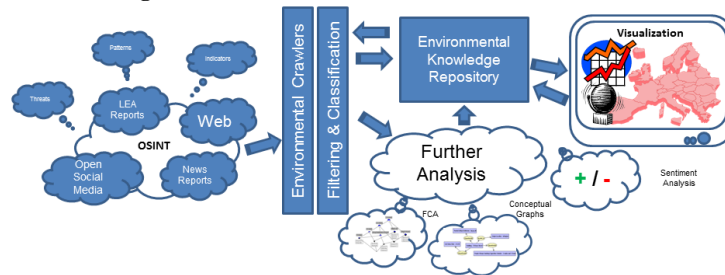 Patterns
Indicators
Threats
LEA
Reports
Web
OSINT
Open
Social
Media
News
Reports
Environmental Crawlers
Filtering & Classification
Environmental
Knowledge
Repository
Visualization
Further
Analysis
+ / -
Sentiment
Analysis
FCA
Conceptual
Graphs